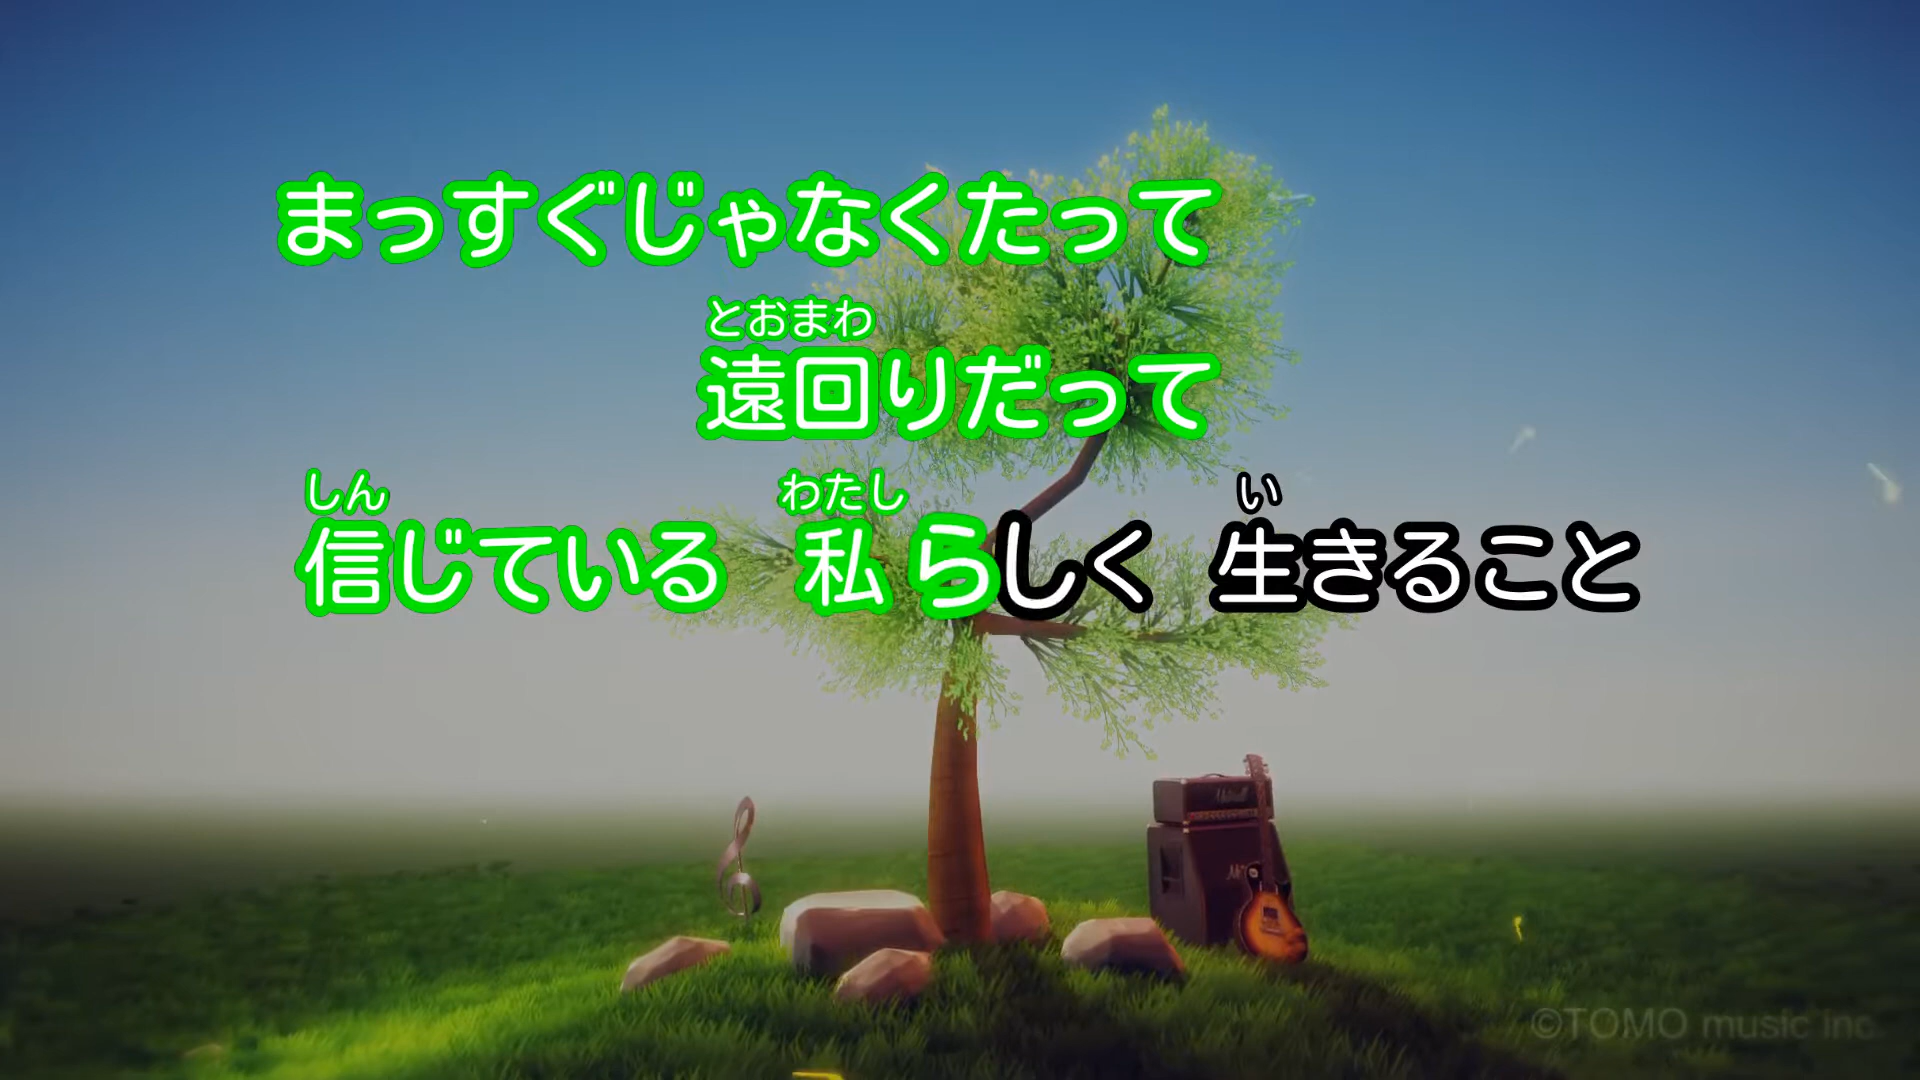 まっすぐじゃなくたって
とおまわ
遠回りだって
しん わたし い
信じている 私らしく 生きること
©TOMO music inc